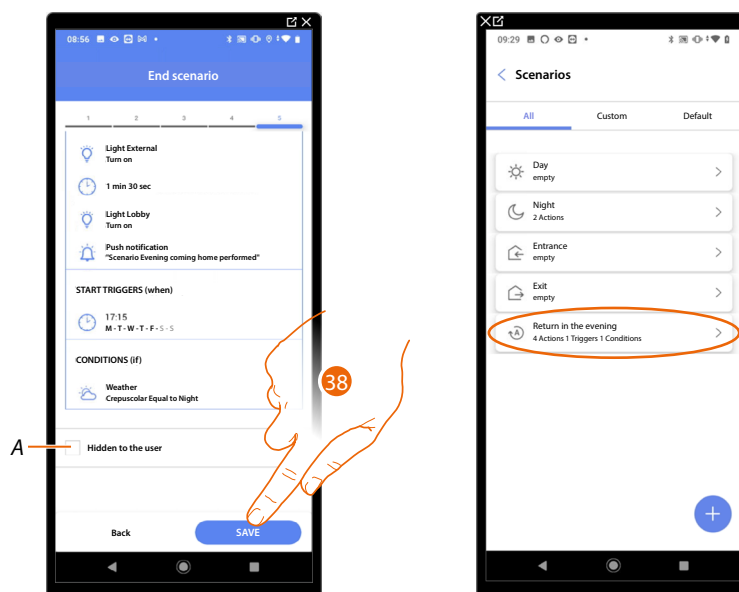 08:56
End scenario
1 2 3 4 5
Light External
Turn on
1 min 30 sec
Light Lobby
Turn on
Push notification
"Scenario Evening coming home performed"
START TRIGGERS (when)
17:15
M - T - W - T - F - S - S
CONDITIONS (if)
Weather
Crepuscolar Equal to Night
38
A
Hidden to the user
Back SAVE
09:29
Scenarios
All Custom Default
Day
empty
Night
2 Actions
Entrance
empty
Exit
empty
A
Return in the evening
4 Actions 1 Triggers 1 Conditions